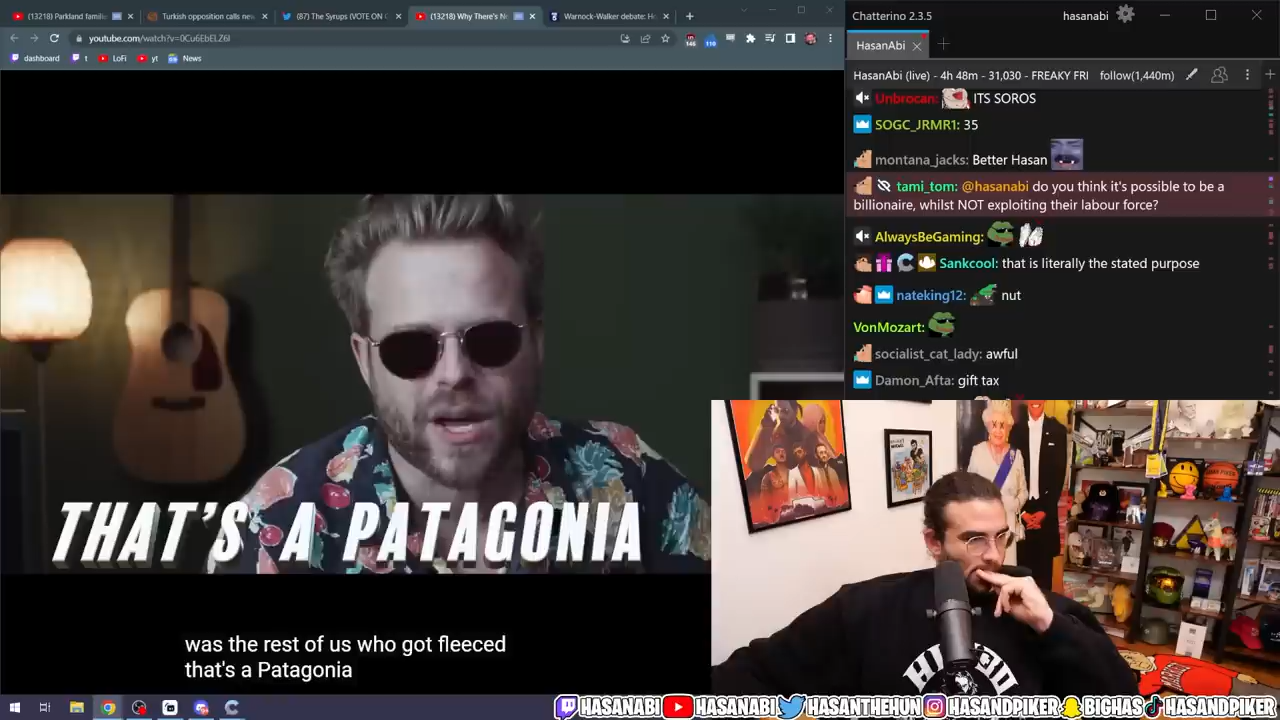 (13218) Parkland familie
Turkish opposition calls new
(87) The Syrups (VOTE ON
(13218) Why There's N
Warnock-Walker debate: H
youtube.com/watch?v=0Cu6EbELZ6I
146
110
dashboard
t
LoFi
yt
News
Chatterino 2.3.5
hasanabi
HasanAbi
HasanAbi (live) - 4h 48m - 31,030 - FREAKY FRI
follow(1,440m)
Unbrocan: ITS SOROS
SOGC_JRMR1: 35
montana_jacks: Better Hasan
tami_tom: @hasanabi do you think it's possible to be a
billionaire, whilst NOT exploiting their labour force?
AlwaysBeGaming:
Sankcool: that is literally the stated purpose
nateking12: nut
VonMozart:
socialist_cat_lady: awful
Damon_Afta: gift tax
THAT'S A PATAGONIA
was the rest of us who got fleeced
that's a Patagonia
HASANABI HASANABI HASANTHEHUN HASANDPIKER BIGHAS HASANDPIKER